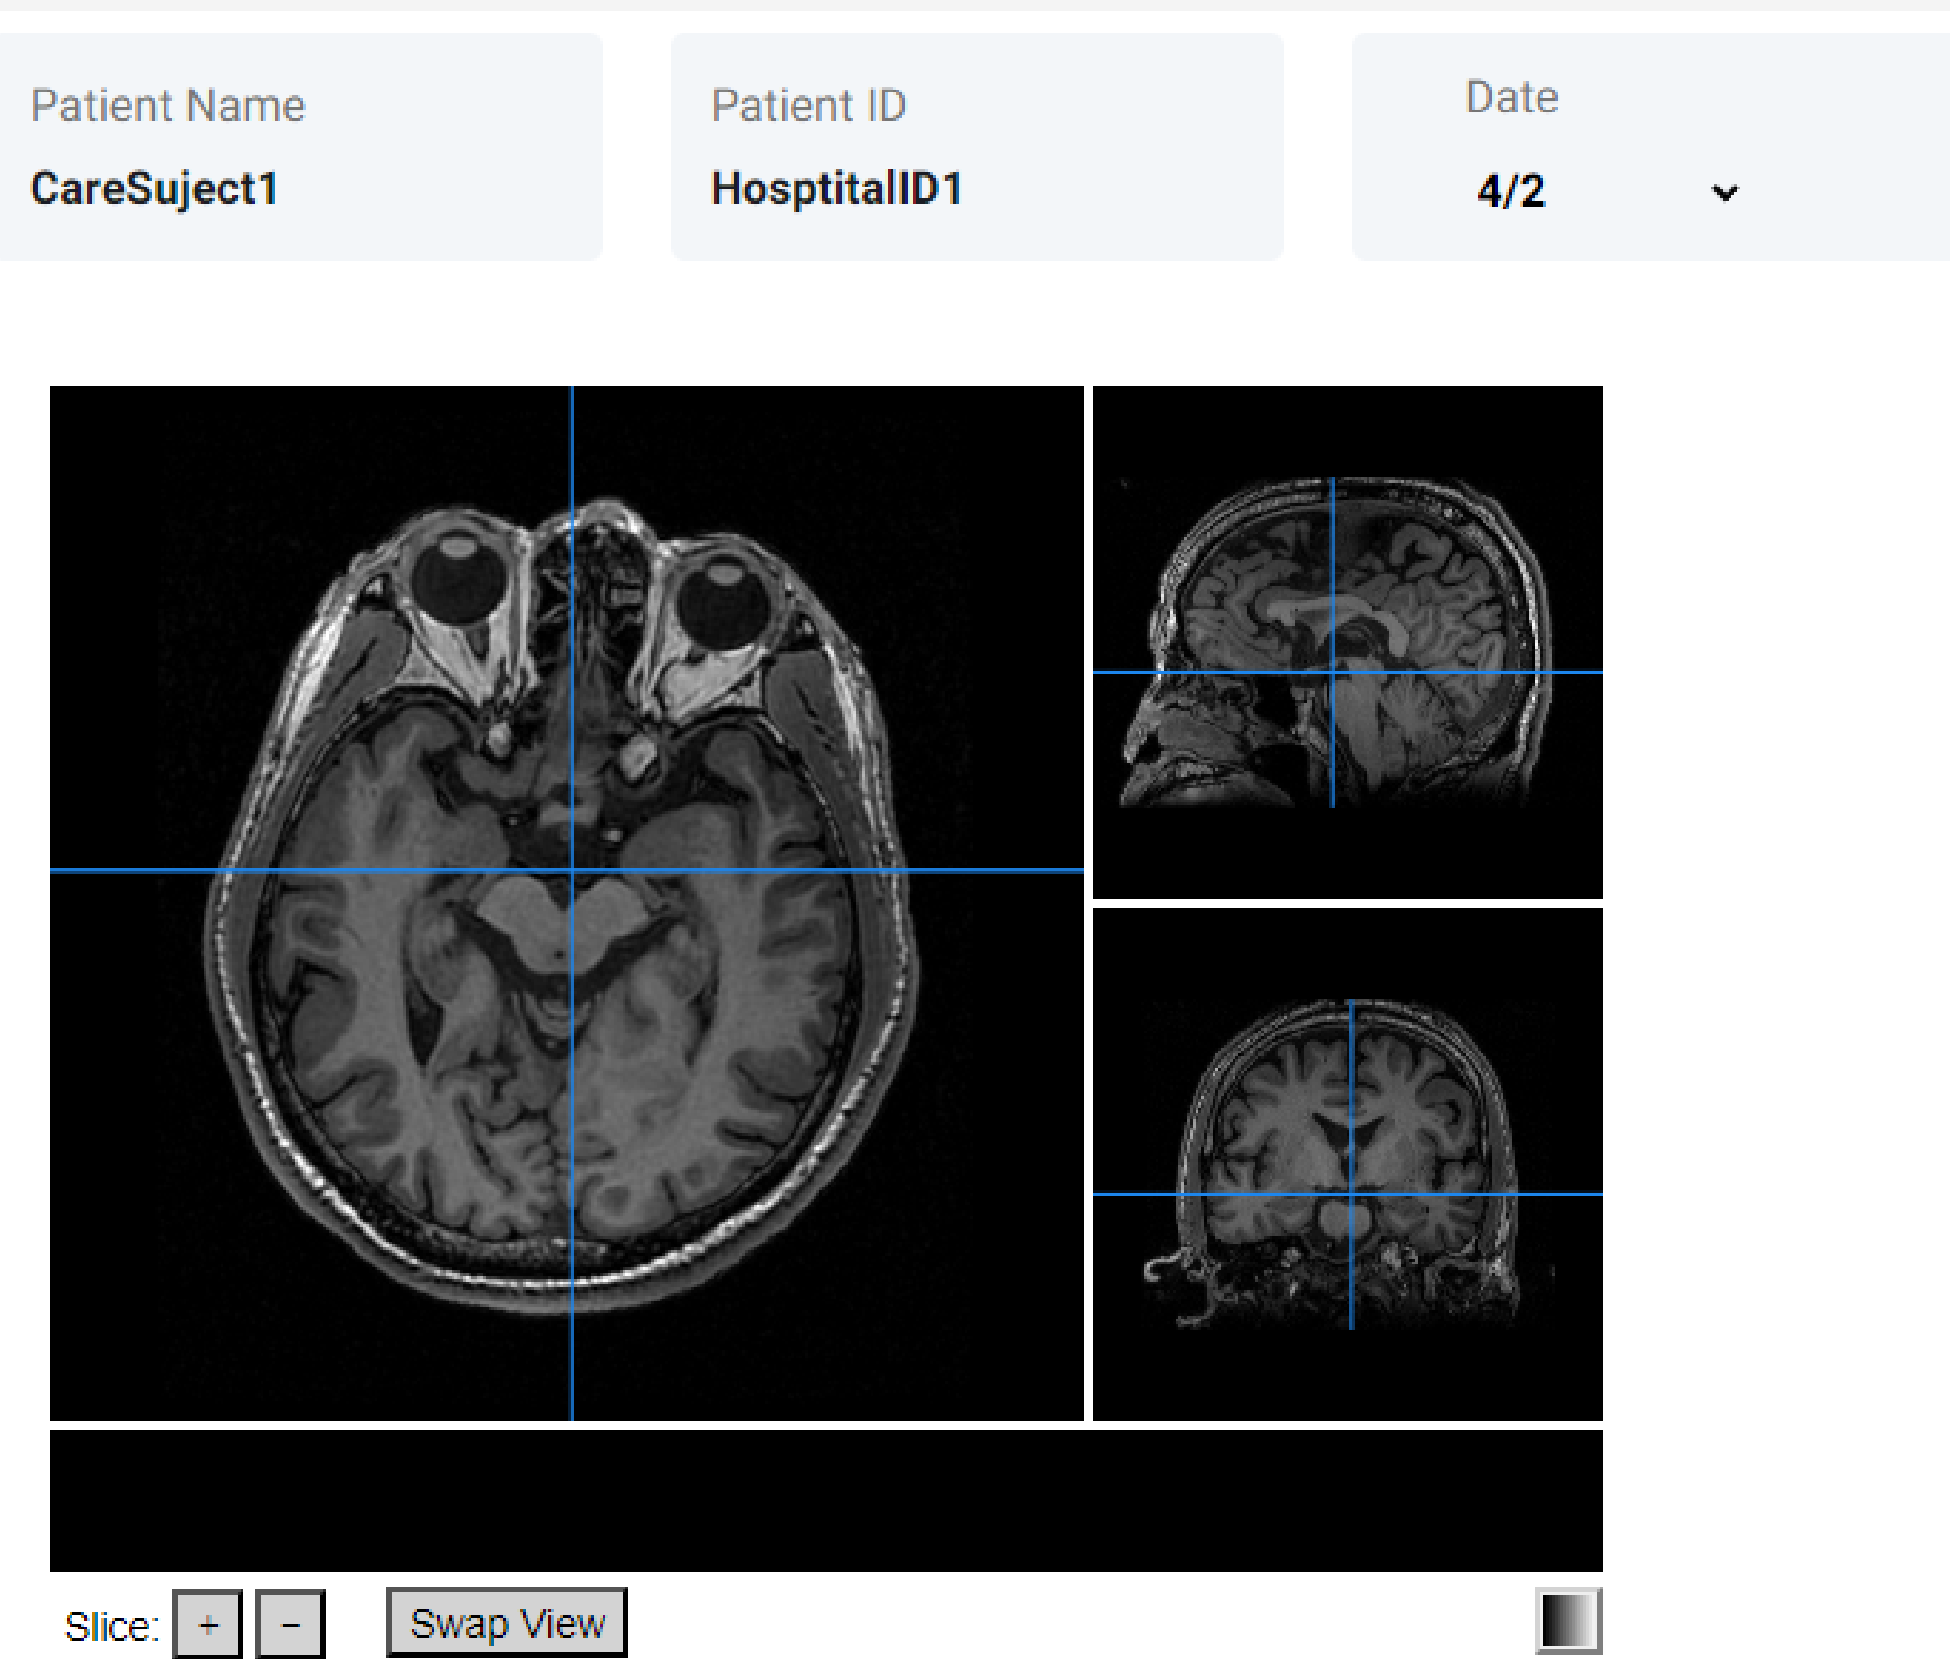 Patient Name
CareSuject1
Patient ID
HosptitalID1
Date
4/2
Slice: + − Swap View